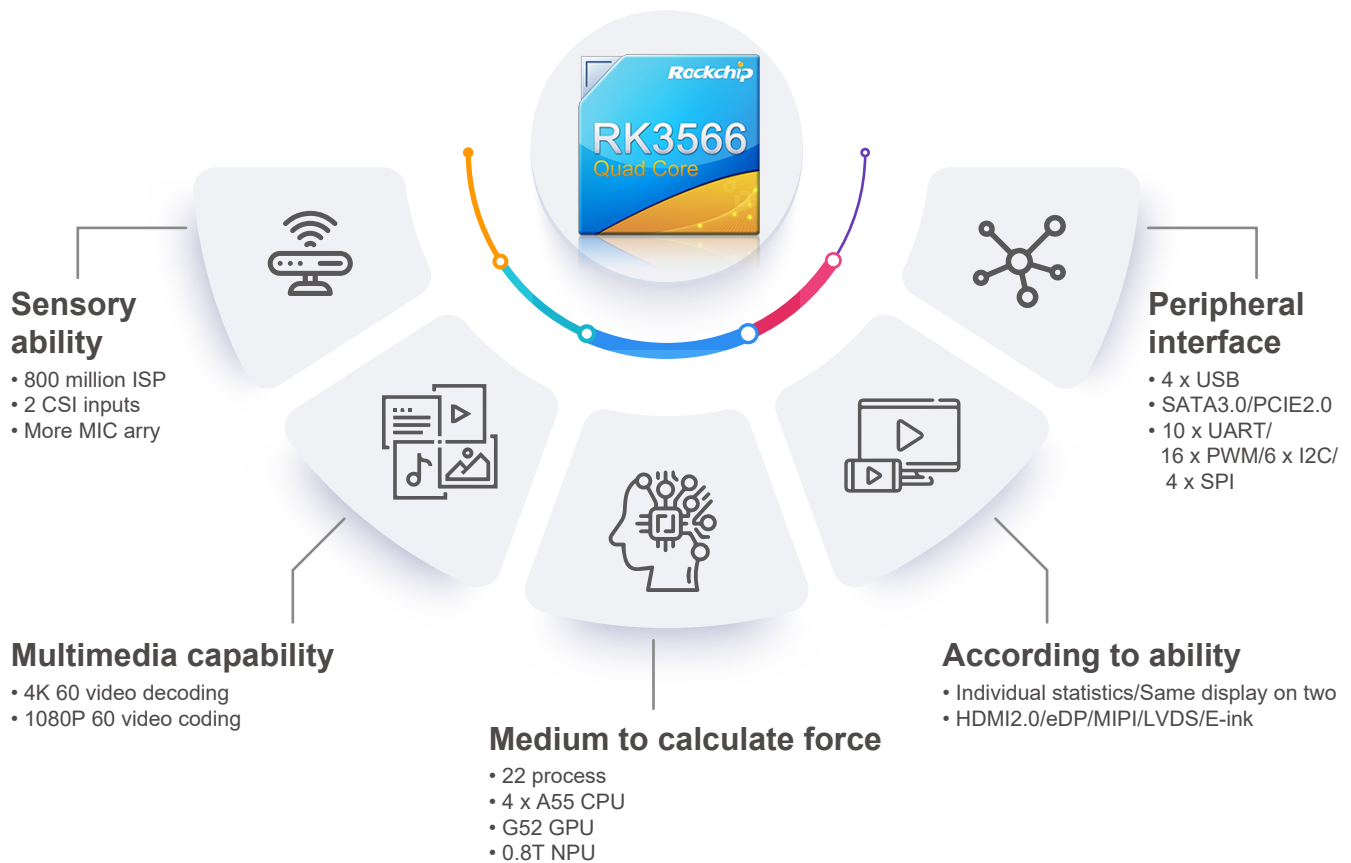 Rockchip
RK3566
Quad Core
Sensory
ability
• 800 million ISP
• 2 CSI inputs
• More MIC arry
Peripheral
interface
• 4 x USB
• SATA3.0/PCIE2.0
• 10 x UART/
16 x PWM/6 x I2C/
4 x SPI
Multimedia capability
• 4K 60 video decoding
• 1080P 60 video coding
According to ability
• Individual statistics/Same display on two
• HDMI2.0/eDP/MIPI/LVDS/E-ink
Medium to calculate force
• 22 process
• 4 x A55 CPU
• G52 GPU
• 0.8T NPU